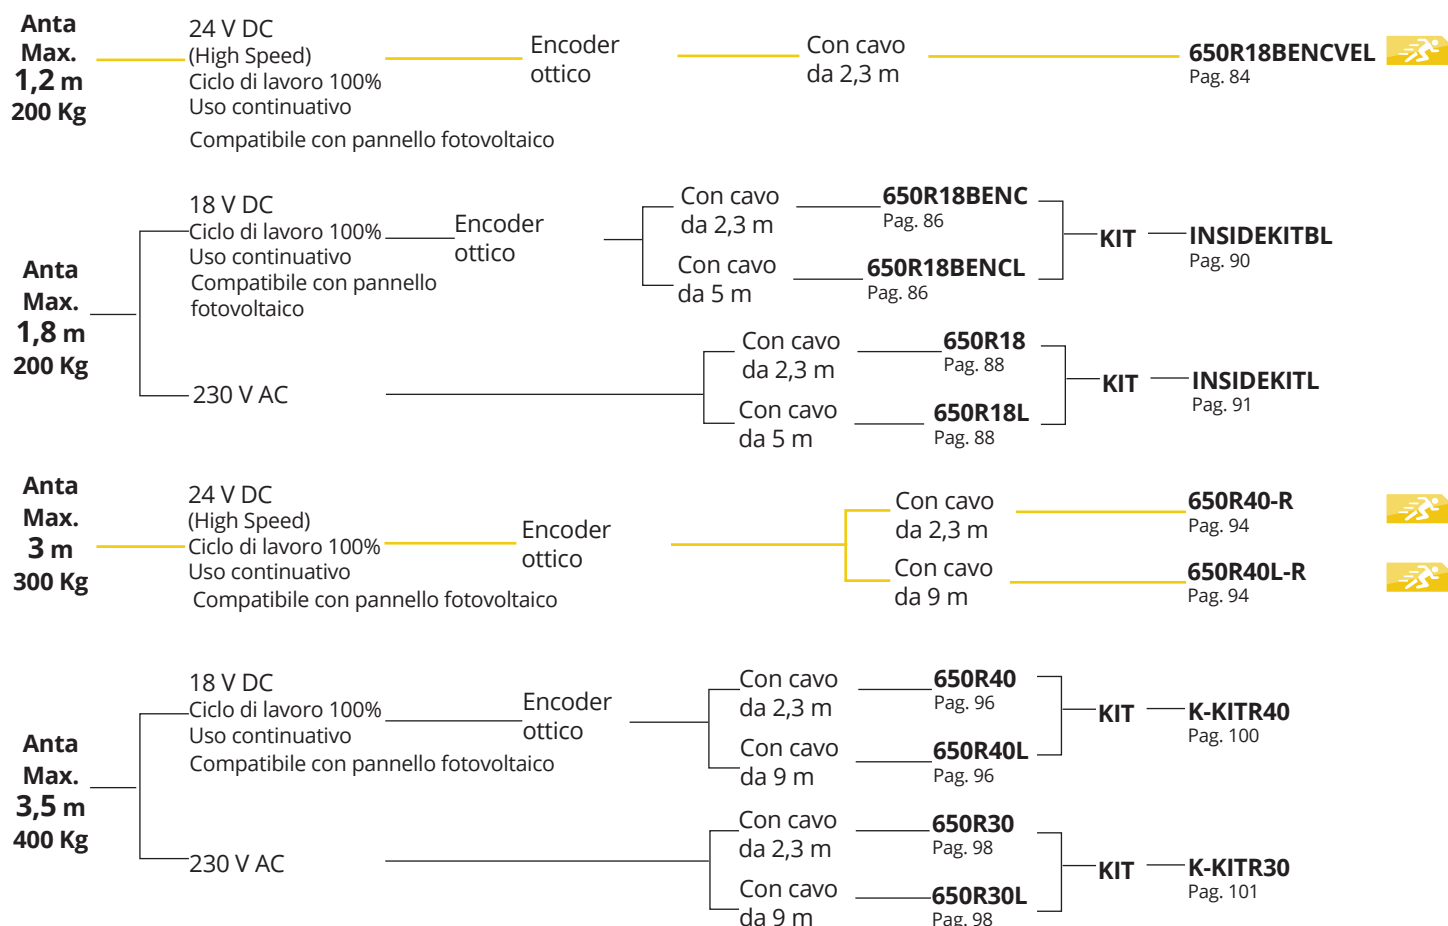 Anta
Max.
1,2 m
200 Kg
24 V DC
(High Speed)
Ciclo di lavoro 100%
Uso continuativo
Compatibile con pannello fotovoltaico
Encoder
ottico
Con cavo
da 2,3 m
650R18BENCVEL
Pag. 84
Anta
Max.
1,8 m
200 Kg
18 V DC
Ciclo di lavoro 100%
Uso continuativo
Compatibile con pannello
fotovoltaico
Encoder
ottico
Con cavo
da 2,3 m
650R18BENC
Pag. 86
Con cavo
da 5 m
650R18BENCL
Pag. 86
KIT
INSIDEKITBL
Pag. 90
230 V AC
Con cavo
da 2,3 m
650R18
Pag. 88
Con cavo
da 5 m
650R18L
Pag. 88
KIT
INSIDEKITL
Pag. 91
Anta
Max.
3 m
300 Kg
24 V DC
(High Speed)
Ciclo di lavoro 100%
Uso continuativo
Compatibile con pannello fotovoltaico
Encoder
ottico
Con cavo
da 2,3 m
650R40-R
Pag. 94
Con cavo
da 9 m
650R40L-R
Pag. 94
Anta
Max.
3,5 m
400 Kg
18 V DC
Ciclo di lavoro 100%
Uso continuativo
Compatibile con pannello fotovoltaico
Encoder
ottico
Con cavo
da 2,3 m
650R40
Pag. 96
Con cavo
da 9 m
650R40L
Pag. 96
KIT
K-KITR40
Pag. 100
230 V AC
Con cavo
da 2,3 m
650R30
Pag. 98
Con cavo
da 9 m
650R30L
Pag. 98
KIT
K-KITR30
Pag. 101